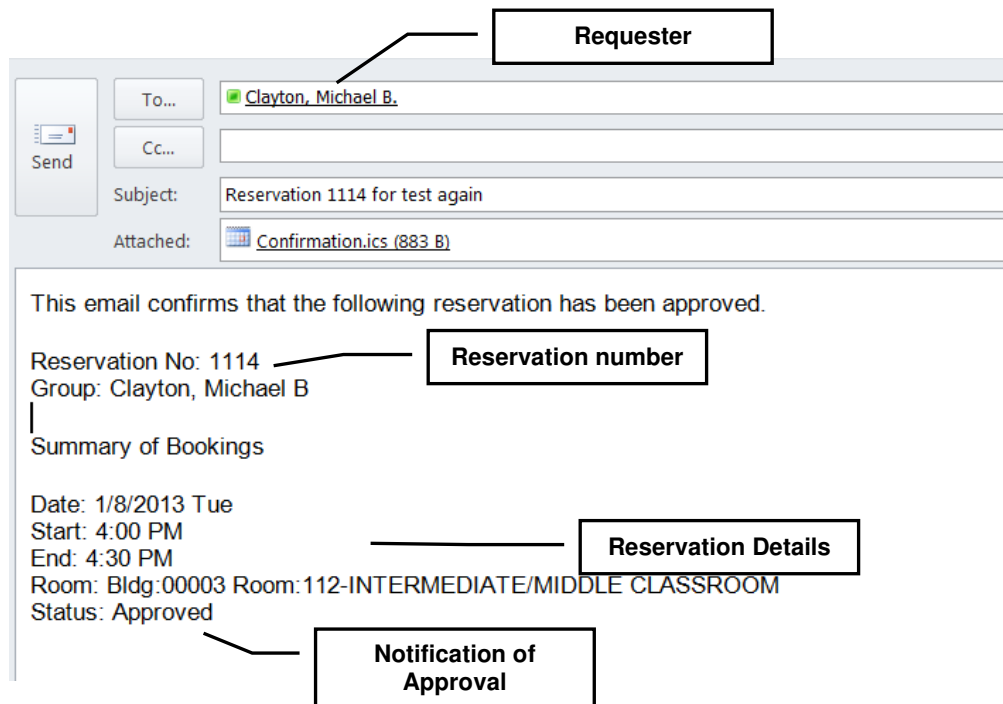 Requester
To...
Clayton, Michael B.
Send
Cc...
Subject:
Reservation 1114 for test again
Attached:
Confirmation.ics (883 B)
This email confirms that the following reservation has been approved.
Reservation No: 1114
Reservation number
Group: Clayton, Michael B
Summary of Bookings
Date: 1/8/2013 Tue
Start: 4:00 PM
End: 4:30 PM
Reservation Details
Room: Bldg:00003 Room:112-INTERMEDIATE/MIDDLE CLASSROOM
Status: Approved
Notification of
Approval